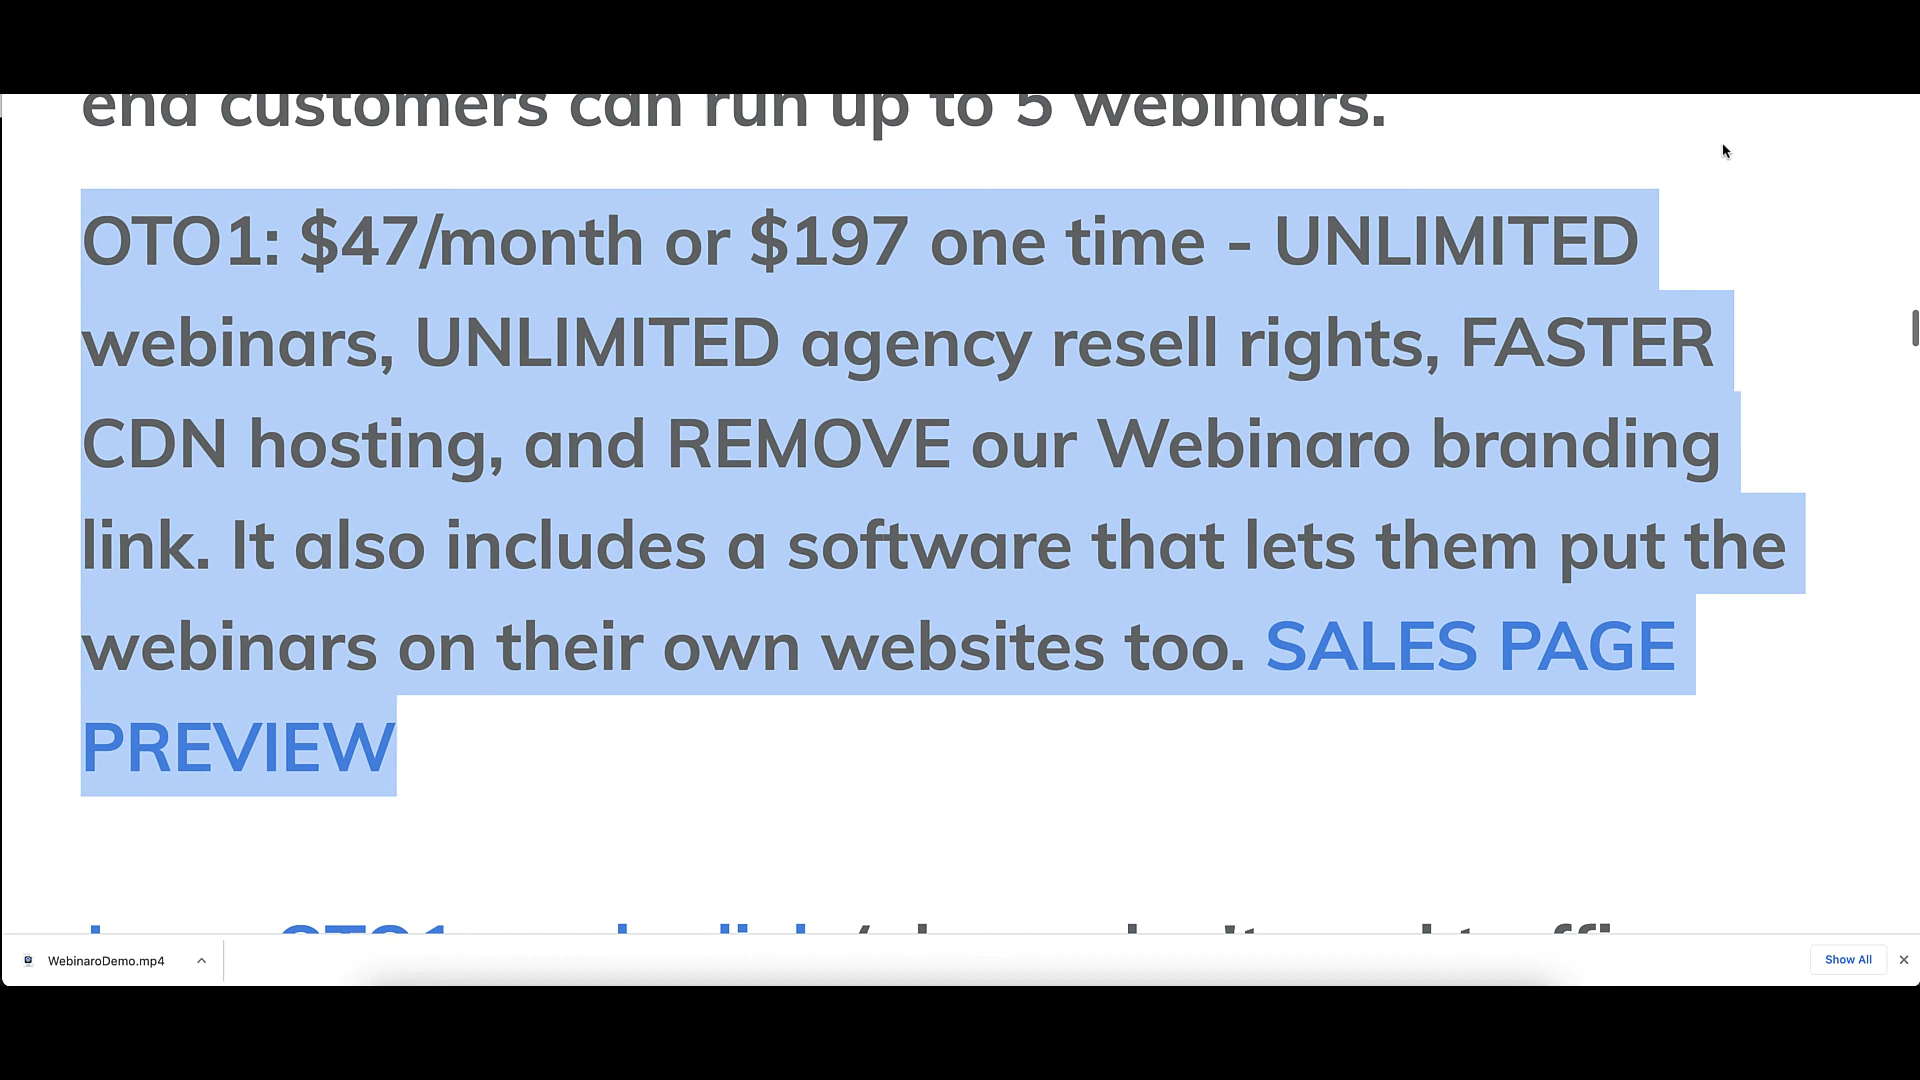 end customers can run up to 5 webinars.
OTO1: $47/month or $197 one time - UNLIMITED
webinars, UNLIMITED agency resell rights, FASTER
CDN hosting, and REMOVE our Webinaro branding
link. It also includes a software that lets them put the
webinars on their own websites too. SALES PAGE
PREVIEW
OTO1
WebinaroDemo.mp4
Show All